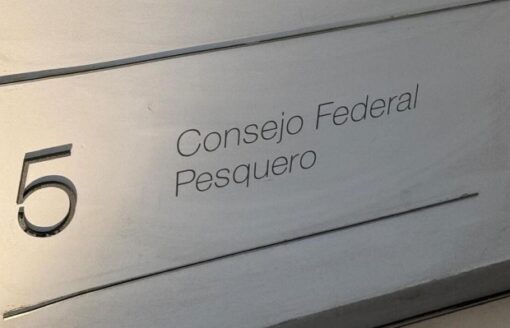 5
Consejo Federal
Pesquero